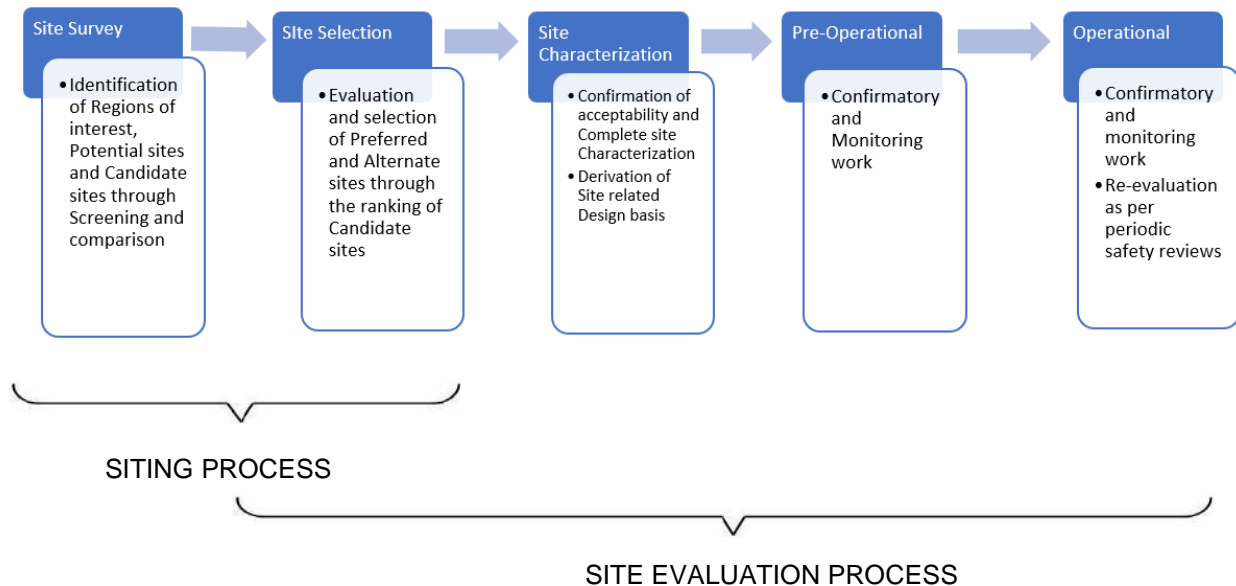 Site Survey
•Identification
of Regions of
interest,
Potential sites
and Candidate
sites through
Screening and
comparison
SIte Selection
•Evaluation
and selection
of Preferred
and Alternate
sites through
the ranking of
Candidate
sites
Site
Characterization
•Confirmation of
acceptability and
Complete site
Characterization
•Derivation of
Site related
Design basis
Pre-Operational
•Confirmatory
and
Monitoring
work
Operational
•Confirmatory
and
monitoring
work
•Re-evaluation
as per
periodic
safety reviews
SITING PROCESS
SITE EVALUATION PROCESS